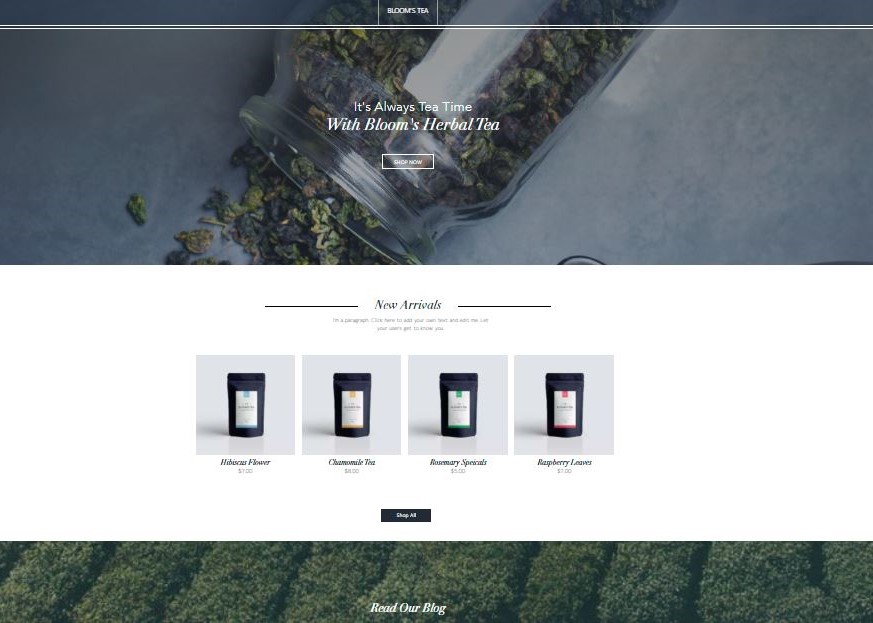 BLOOM'S TEA
It's Always Tea Time
With Bloom's Herbal Tea
SHOP NOW
New Arrivals
I'm a paragraph. Click here to add your own text and edit me. Let
your users get to know you.
Hibiscus Flower
Chamomile Tea
Rosemary Speicals
Raspberry Leaves
$7.00
$8.00
$5.00
$7.00
Shop All
Read Our Blog